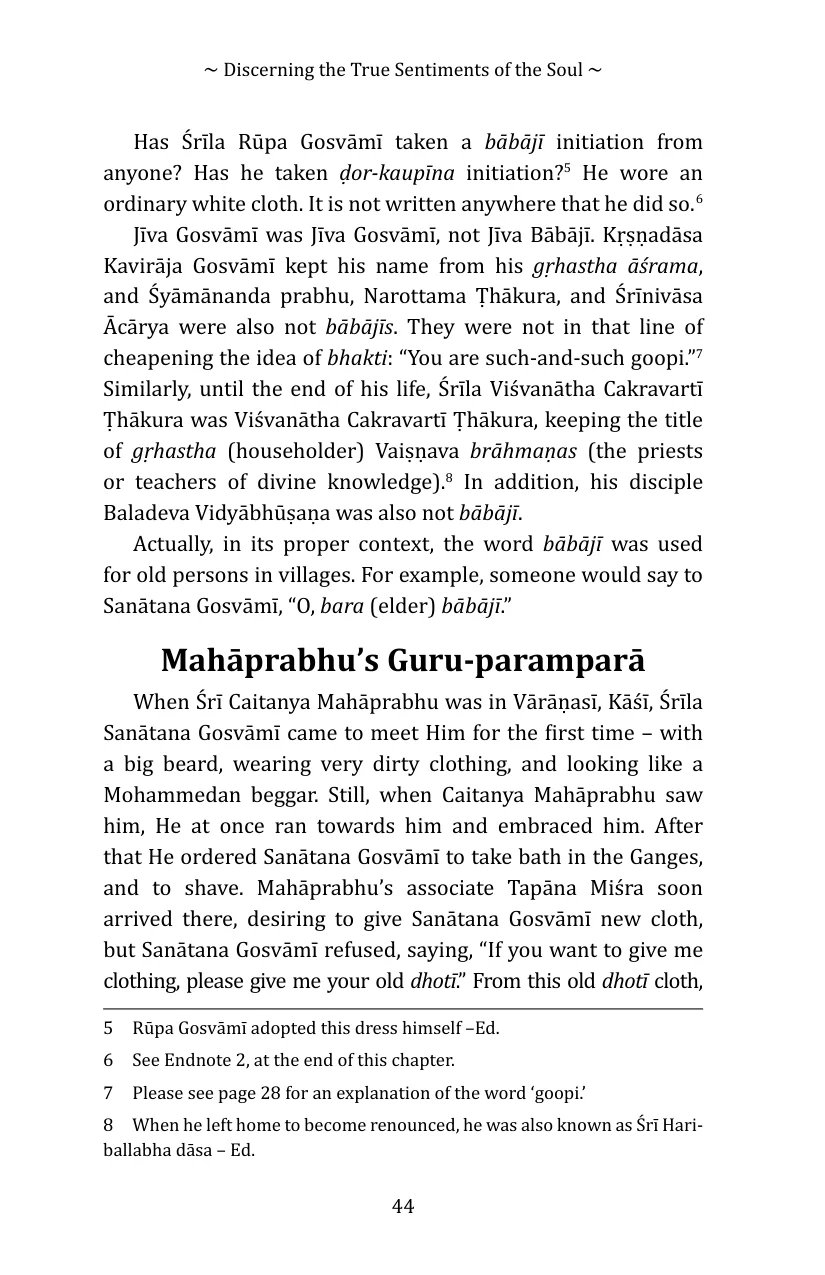 ~ Discerning the True Sentiments of the Soul ~
Has Śrīla Rūpa Gosvāmī taken a bābājī initiation from
anyone? Has he taken ḍor-kaupīna initiation?5 He wore an
ordinary white cloth. It is not written anywhere that he did so.6
Jīva Gosvāmī was Jīva Gosvāmī, not Jīva Bābājī. Kṛṣṇadāsa
Kavirāja Gosvāmī kept his name from his gṛhastha āśrama,
and Śyāmānanda prabhu, Narottama Ṭhākura, and Śrīnivāsa
Ācārya were also not bābājīs. They were not in that line of
cheapening the idea of bhakti: “You are such-and-such goopi.”7
Similarly, until the end of his life, Śrīla Viśvanātha Cakravartī
Ṭhākura was Viśvanātha Cakravartī Ṭhākura, keeping the title
of gṛhastha (householder) Vaiṣṇava brāhmaṇas (the priests
or teachers of divine knowledge).8 In addition, his disciple
Baladeva Vidyābhūṣaṇa was also not bābājī.
Actually, in its proper context, the word bābājī was used
for old persons in villages. For example, someone would say to
Sanātana Gosvāmī, “O, bara (elder) bābājī.”
Mahāprabhu’s Guru-paramparā
When Śrī Caitanya Mahāprabhu was in Vārāṇasī, Kāśī, Śrīla
Sanātana Gosvāmī came to meet Him for the first time – with
a big beard, wearing very dirty clothing, and looking like a
Mohammedan beggar. Still, when Caitanya Mahāprabhu saw
him, He at once ran towards him and embraced him. After
that He ordered Sanātana Gosvāmī to take bath in the Ganges,
and to shave. Mahāprabhu’s associate Tapāna Miśra soon
arrived there, desiring to give Sanātana Gosvāmī new cloth,
but Sanātana Gosvāmī refused, saying, “If you want to give me
clothing, please give me your old dhotī.” From this old dhotī cloth,
5 Rūpa Gosvāmī adopted this dress himself –Ed.
6 See Endnote 2, at the end of this chapter.
7 Please see page 28 for an explanation of the word ‘goopi.’
8 When he left home to become renounced, he was also known as Śrī Hari-
ballabha dāsa – Ed.
44